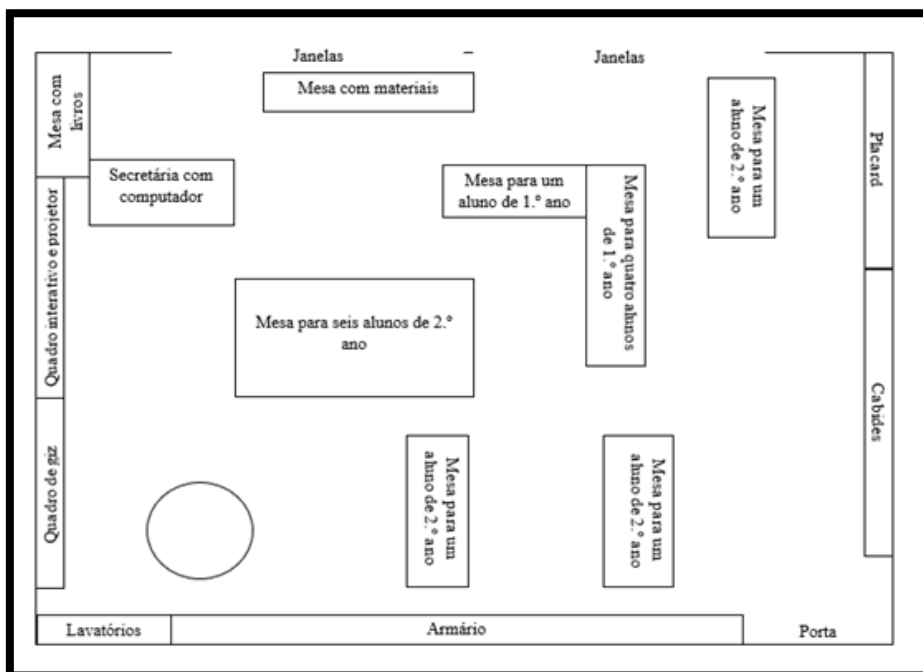 Janelas
Janelas
Mesa com
livros
Mesa com materiais
Mesa para um
aluno de 2.º ano
Placard
Secretária com
computador
Mesa para um
aluno de 1.º ano
Mesa para quatro alunos
de 1.º ano
Quadro interativo e projetor
Mesa para seis alunos de 2.º
ano
Cabides
Quadro de giz
Mesa para um
aluno de 2.º ano
Mesa para um
aluno de 2.º ano
Lavatórios
Armário
Porta